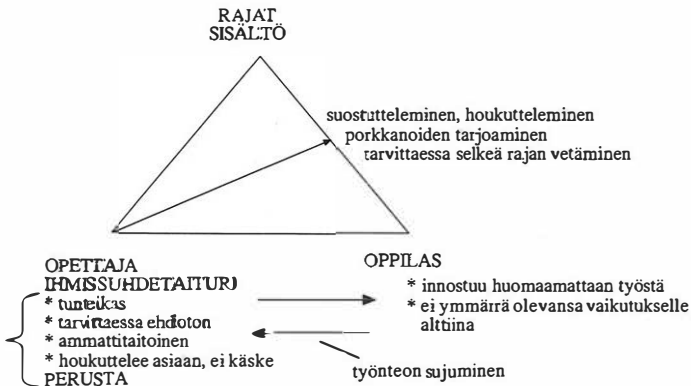 RAJAT
SISÄLTÖ
suostutteleminen, houkutteleminen
porkkanoiden tarjoaminen
tarvittaessa selkeä rajan vetäminen
OPETTAJA
IHMISSUHDETAITURI
* tunteikas
* tarvittaessa ehdoton
* ammattitaitoinen
* houkuttelee asiaan, ei käske
PERUSTA
OPPILAS
* innostuu huomaamattaan työstä
* ei ymmärrä olevansa vaikutukselle
alttiina
työnteon sujuminen